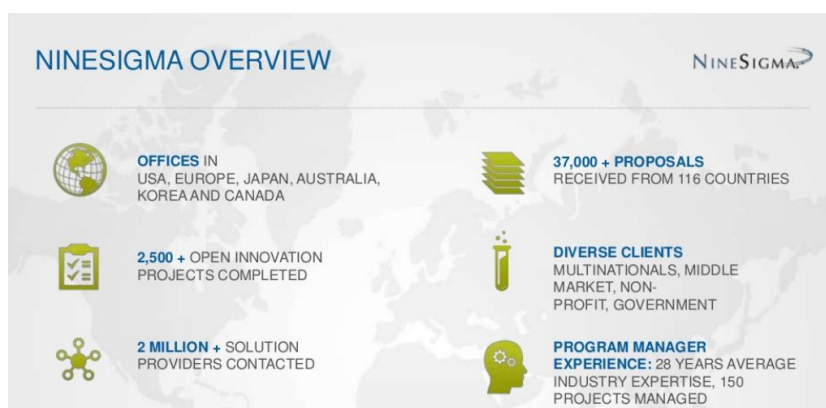 NINESIGMA OVERVIEW
NINESIGMA
OFFICES IN
USA, EUROPE, JAPAN, AUSTRALIA,
KOREA AND CANADA
2,500 + OPEN INNOVATION
PROJECTS COMPLETED
2 MILLION + SOLUTION
PROVIDERS CONTACTED
37,000 + PROPOSALS
RECEIVED FROM 116 COUNTRIES
DIVERSE CLIENTS
MULTINATIONALS, MIDDLE
MARKET, NON-
PROFIT, GOVERNMENT
PROGRAM MANAGER
EXPERIENCE: 28 YEARS AVERAGE
INDUSTRY EXPERTISE, 150
PROJECTS MANAGED